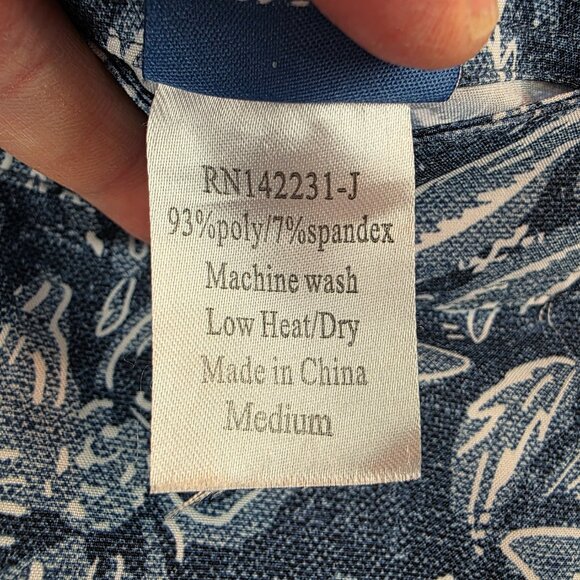 RN142231-J
93%poly/7%spandex
Machine wash
Low Heat/Dry
Made in China
Medium